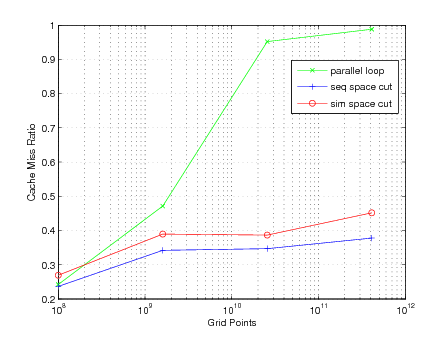 1
0.9
0.8
0.7
0.6
0.5
0.4
0.3
0.2
Cache Miss Ratio
parallel loop
seq space cut
sim space cut
10^8 10^9 10^10 10^11 10^12
Grid Points